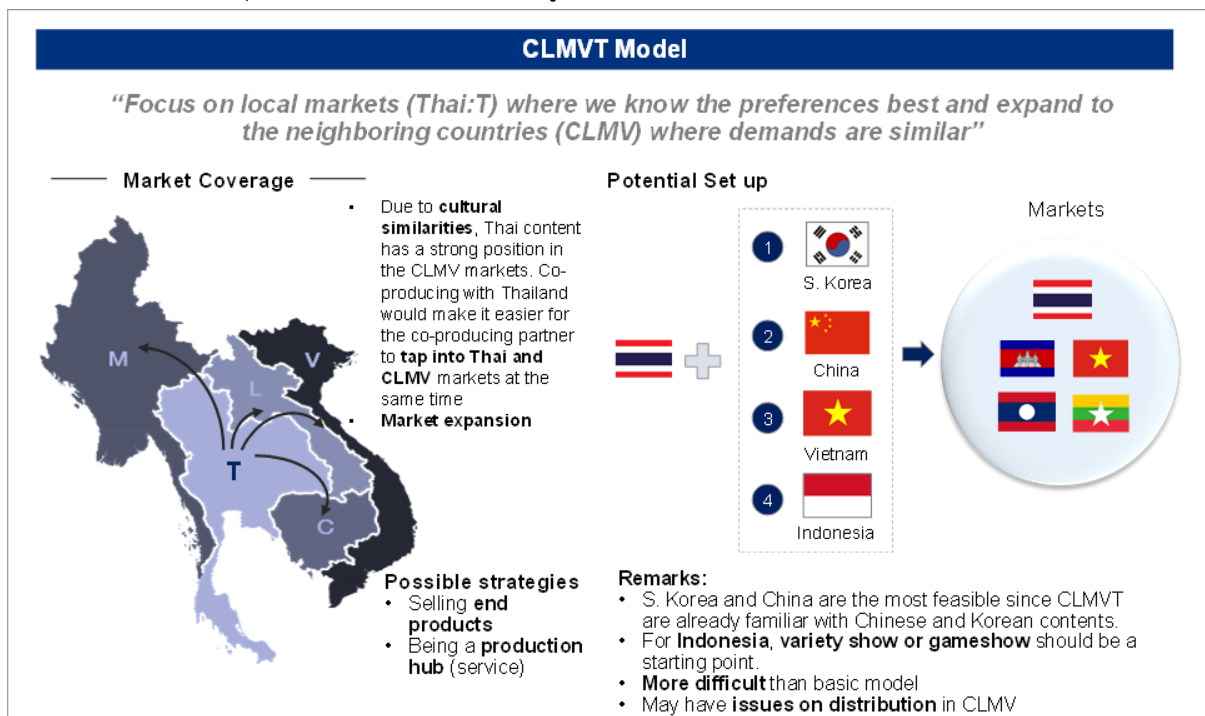 CLMVT Model
“Focus on local markets (Thai:T) where we know the preferences best and expand to
the neighboring countries (CLMV) where demands are similar”
Market Coverage
M
L
V
T
C
• Due to cultural
similarities, Thai content
has a strong position in
the CLMV markets. Co-
producing with Thailand
would make it easier for
the co-producing partner
to tap into Thai and
CLMV markets at the
same time
• Market expansion
Possible strategies
• Selling end
products
• Being a production
hub (service)
Potential Set up
1
S. Korea
2
China
3
Vietnam
4
Indonesia
Markets
Remarks:
• S. Korea and China are the most feasible since CLMVT
are already familiar with Chinese and Korean contents.
• For Indonesia, variety show or gameshow should be a
starting point.
• More difficult than basic model
• May have issues on distribution in CLMV